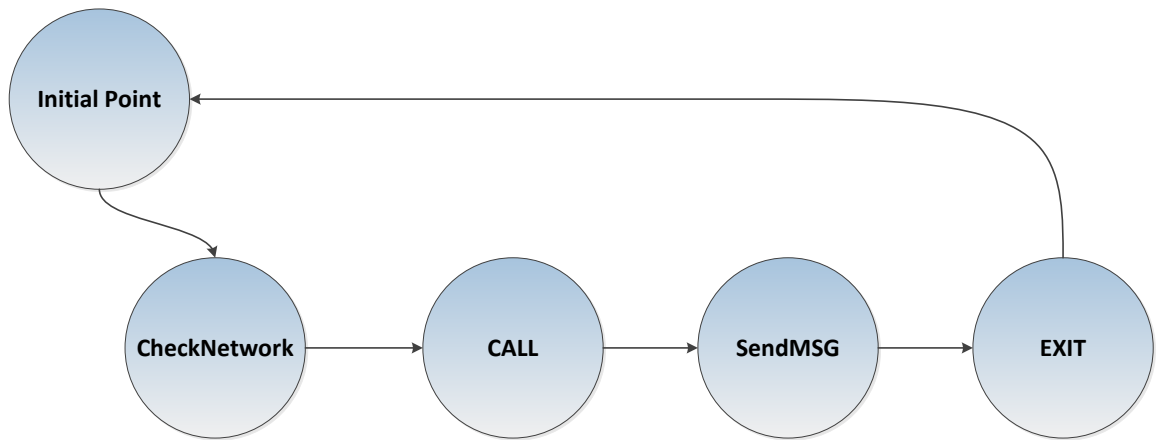 Initial Point
CheckNetwork
CALL
SendMSG
EXIT